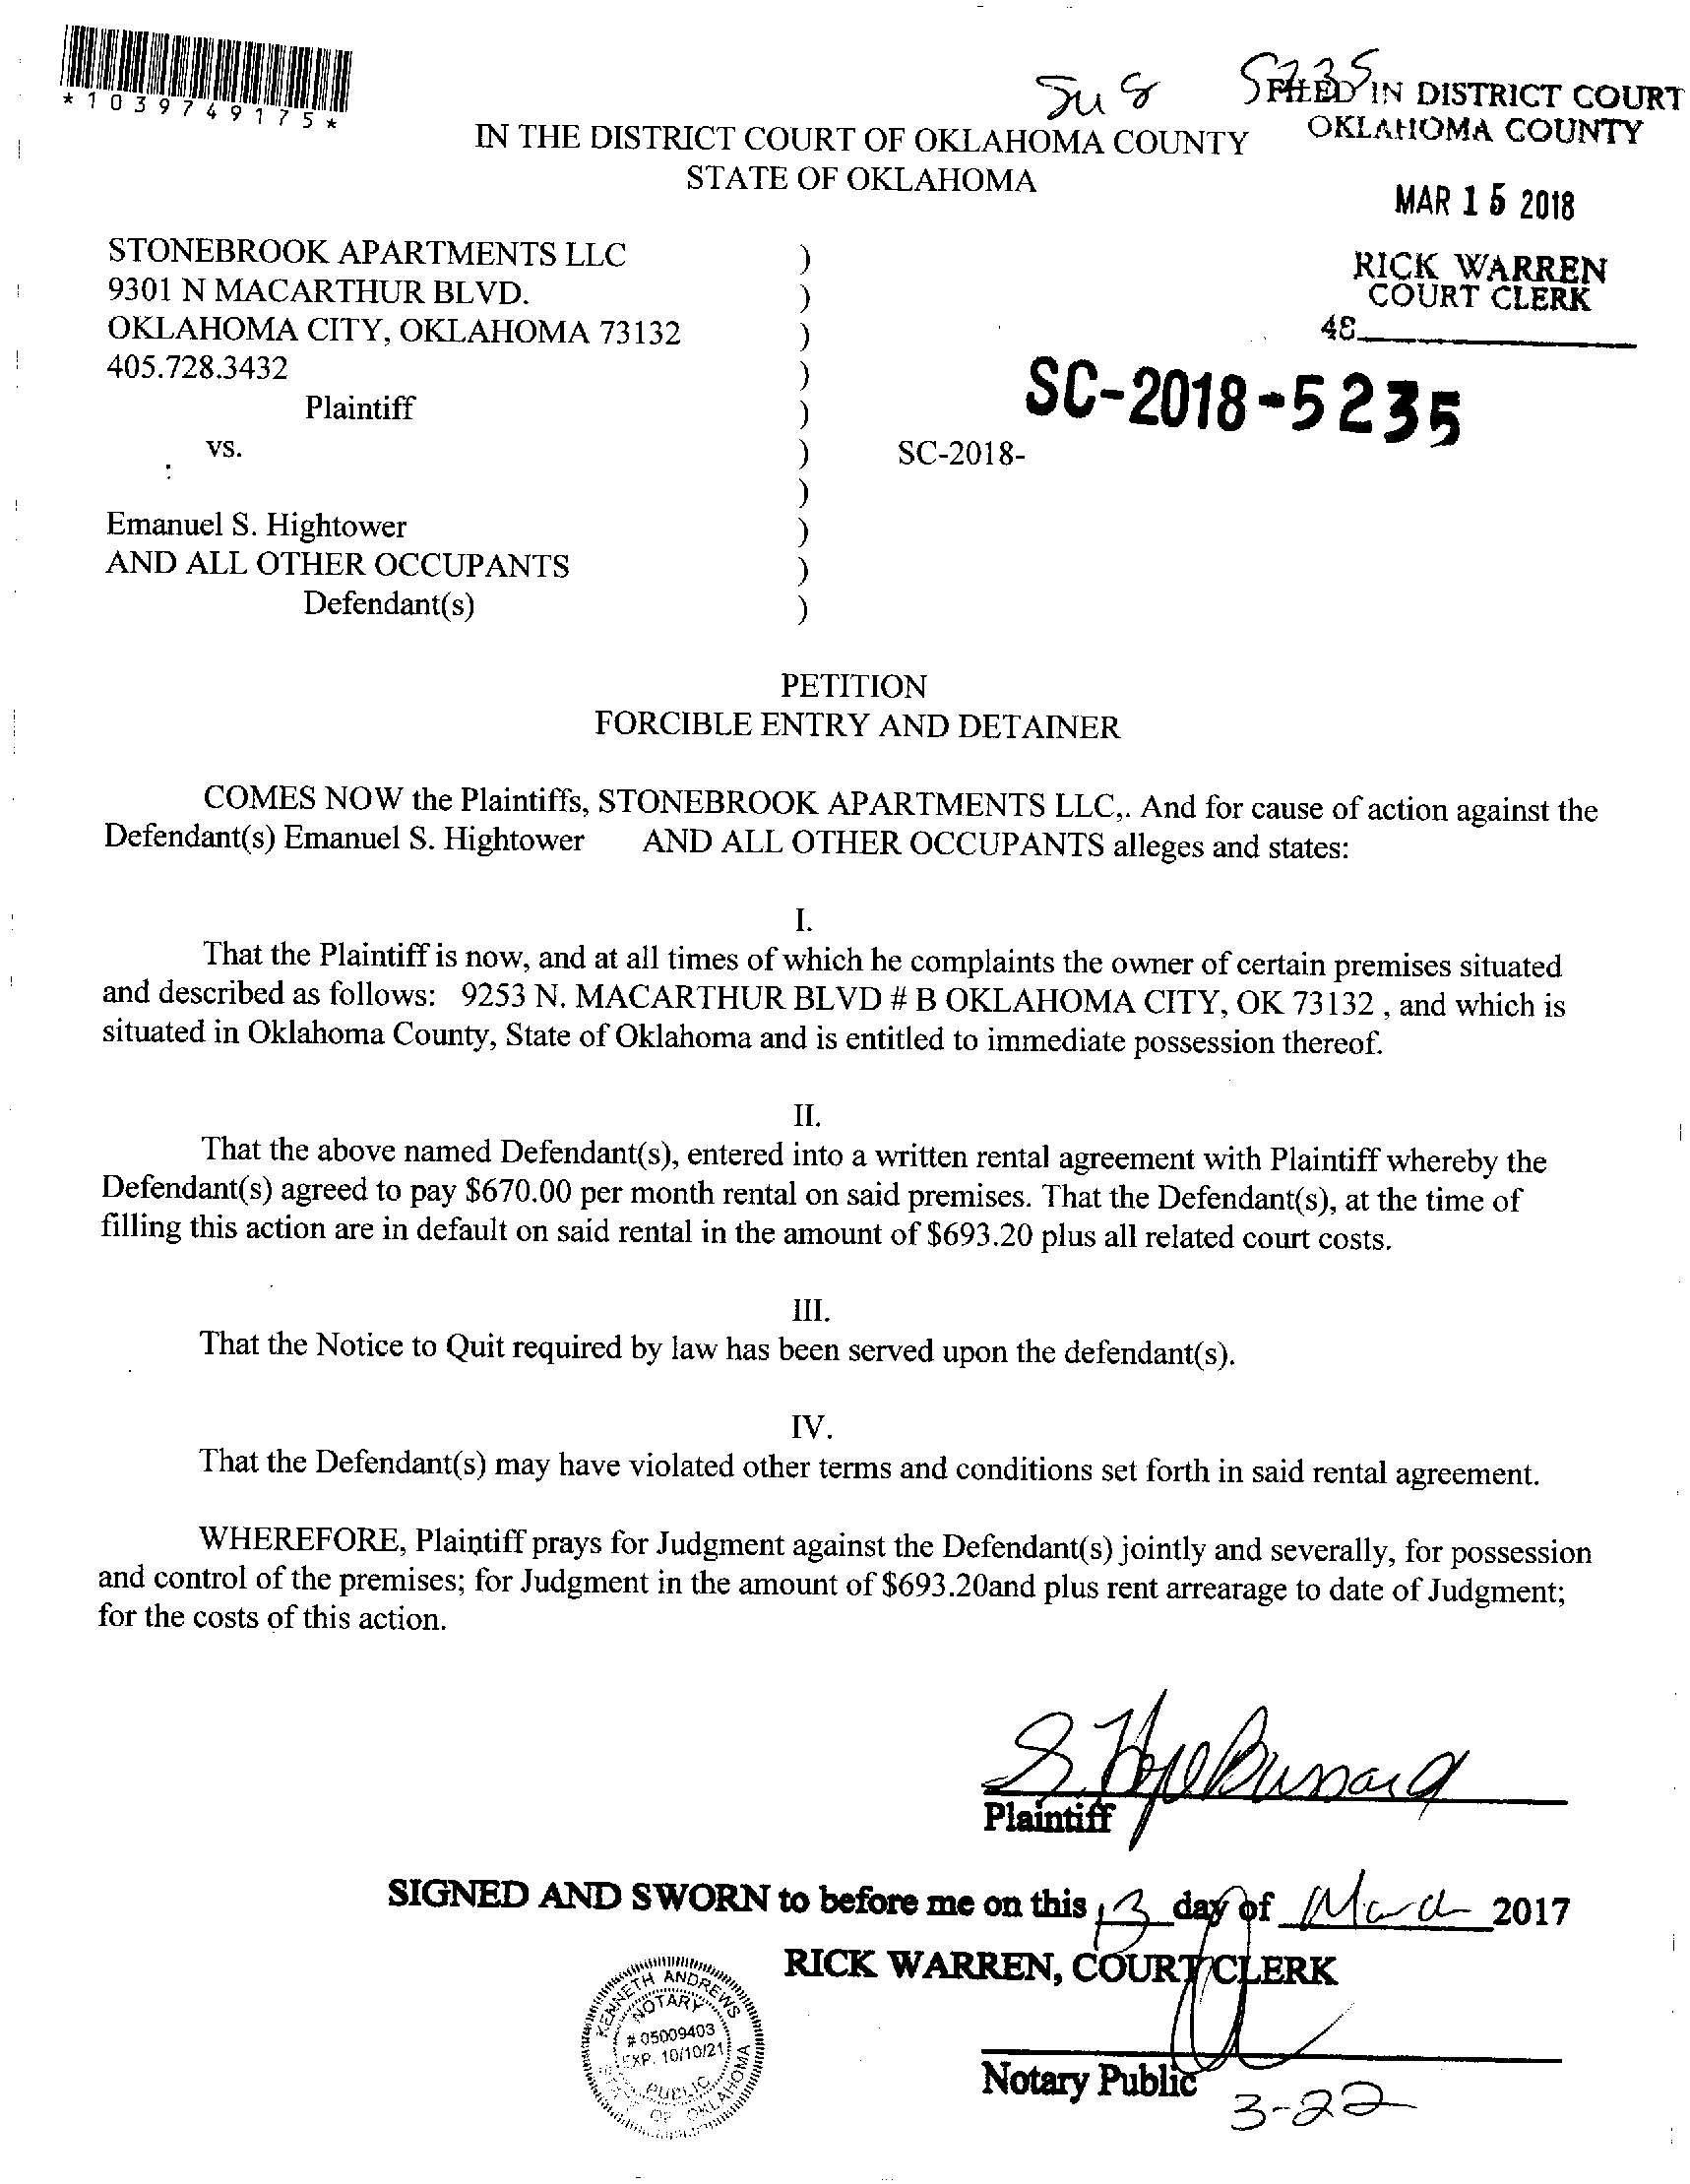 *1039749175*
FILED IN DISTRICT COURT
OKLAHOMA COUNTY
IN THE DISTRICT COURT OF OKLAHOMA COUNTY
STATE OF OKLAHOMA
MAR 15 2018
RICK WARREN
COURT CLERK
48
STONEBROOK APARTMENTS LLC )
9301 N MACARTHUR BLVD. )
OKLAHOMA CITY, OKLAHOMA 73132 )
405.728.3432 )
Plaintiff )
SC-2018-5235
vs. ) SC-2018-
)
Emanuel S. Hightower )
AND ALL OTHER OCCUPANTS )
Defendant(s) )
PETITION
FORCIBLE ENTRY AND DETAINER
COMES NOW the Plaintiffs, STONEBROOK APARTMENTS LLC,. And for cause of action against the
Defendant(s) Emanuel S. Hightower AND ALL OTHER OCCUPANTS alleges and states:
I.
That the Plaintiff is now, and at all times of which he complaints the owner of certain premises situated
and described as follows: 9253 N. MACARTHUR BLVD # B OKLAHOMA CITY, OK 73132 , and which is
situated in Oklahoma County, State of Oklahoma and is entitled to immediate possession thereof.
II.
That the above named Defendant(s), entered into a written rental agreement with Plaintiff whereby the
Defendant(s) agreed to pay $670.00 per month rental on said premises. That the Defendant(s), at the time of
filling this action are in default on said rental in the amount of $693.20 plus all related court costs.
III.
That the Notice to Quit required by law has been served upon the defendant(s).
IV.
That the Defendant(s) may have violated other terms and conditions set forth in said rental agreement.
WHEREFORE, Plaintiff prays for Judgment against the Defendant(s) jointly and severally, for possession
and control of the premises; for Judgment in the amount of $693.20and plus rent arrearage to date of Judgment;
for the costs of this action.
Plaintiff
SIGNED AND SWORN to before me on this 13 day of March 2017
RICK WARREN, COURT CLERK
KENNETH ANDREWS
NOTARY
# 05009403
EXP. 10/10/21
PUBLIC
STATE OF OKLAHOMA
Notary Public
3-22